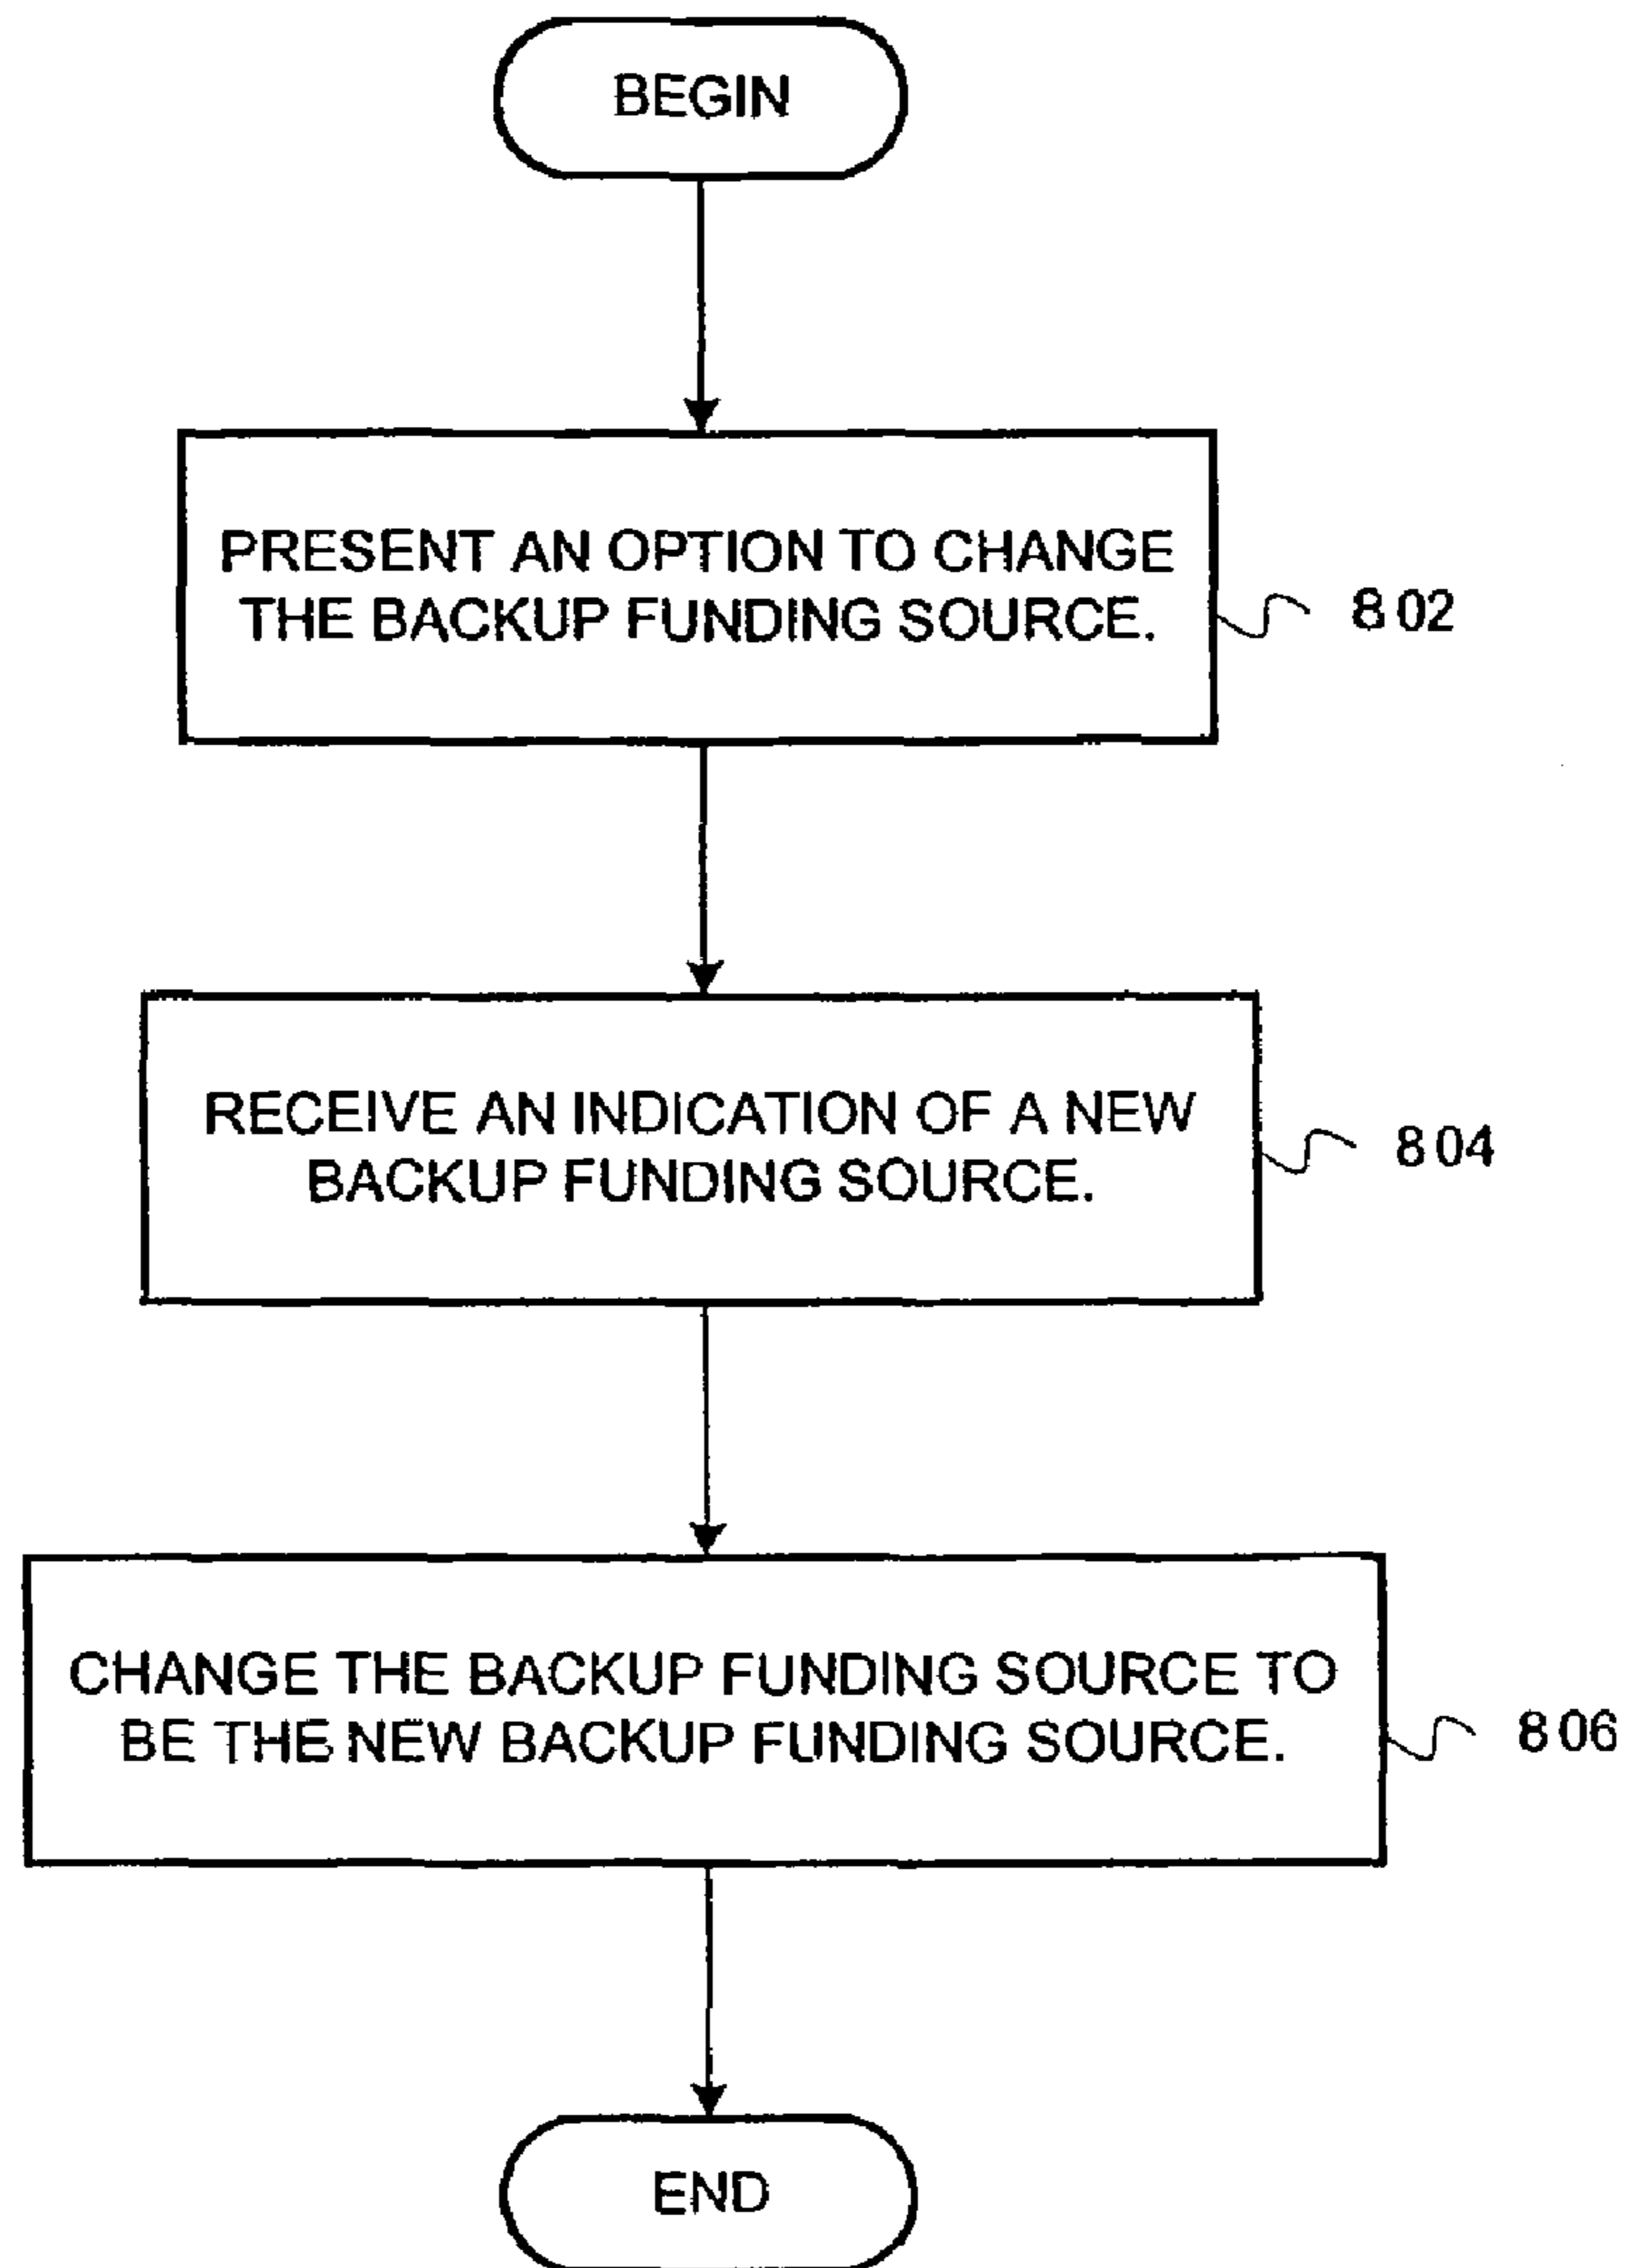 BEGIN
PRESENT AN OPTION TO CHANGE
THE BACKUP FUNDING SOURCE.
802
RECEIVE AN INDICATION OF A NEW
BACKUP FUNDING SOURCE.
804
CHANGE THE BACKUP FUNDING SOURCE TO
BE THE NEW BACKUP FUNDING SOURCE.
806
END